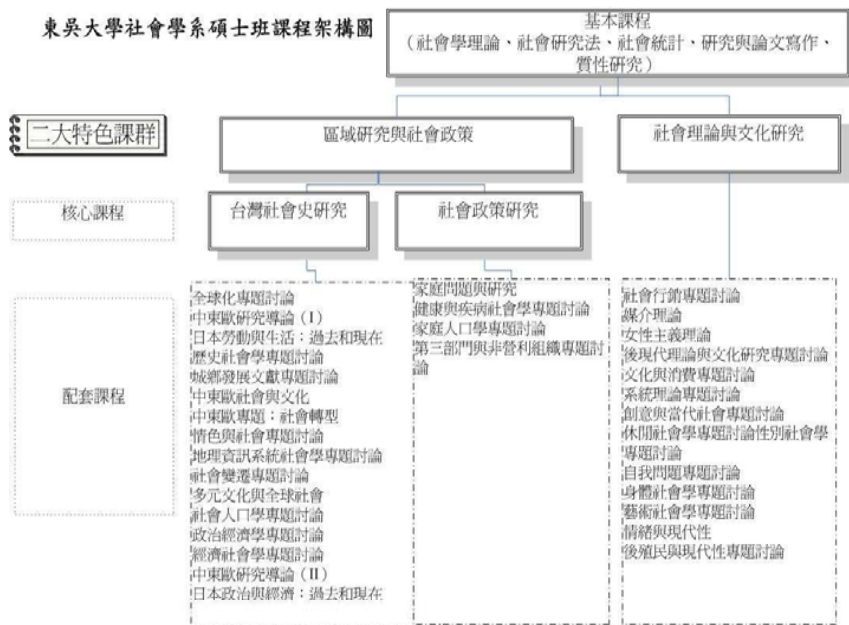 東吳大學社會學系碩士班課程架構圖
基本課程
（社會學理論、社會研究法、社會統計、研究與論文寫作、
質性研究）
二大特色課群
區域研究與社會政策
社會理論與文化研究
核心課程
台灣社會史研究
社會政策研究
配套課程
全球化專題討論
中東歐研究導論（I）
日本勞動與生活：過去和現在
歷史社會學專題討論
城鄉發展文獻專題討論
中東歐社會與文化
中東歐專題：社會轉型
情色與社會專題討論
地理資訊系統社會學專題討論
社會變遷專題討論
多元文化與全球社會
社會人口學專題討論
政治經濟學專題討論
經濟社會學專題討論
中東歐研究導論（II）
日本政治與經濟：過去和現在
家庭問題與研究
健康與疾病社會學專題討論
家庭人口學專題討論
第三部門與非營利組織專題討
論
社會行銷專題討論
媒介理論
女性主義理論
後現代理論與文化研究專題討論
文化與消費專題討論
系統理論專題討論
創意與當代社會專題討論
休閒社會學專題討論性別社會學
專題討論
自我問題專題討論
身體社會學專題討論
藝術社會學專題討論
情緒與現代性
後殖民與現代性專題討論